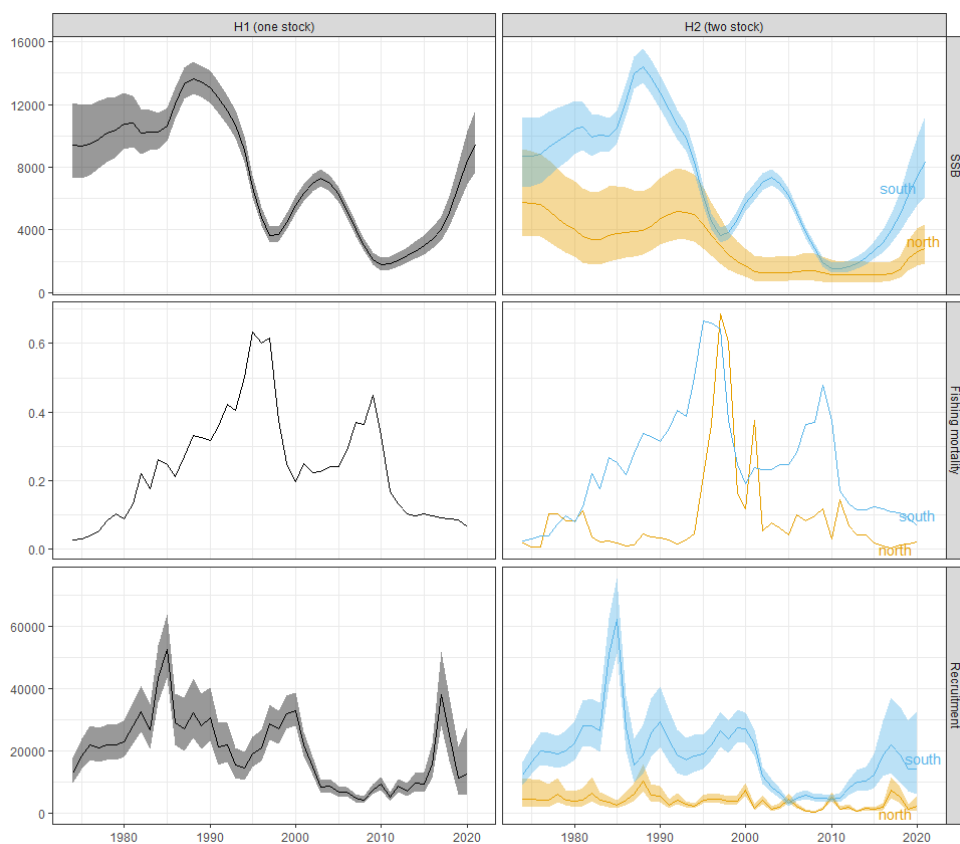 H1 (one stock)
H2 (two stock)
16000
12000
8000
4000
0
south
north
SSB
0.6
0.4
0.2
0.0
south
north
Fishing mortality
60000
40000
20000
0
south
north
Recruitment
1980
1990
2000
2010
2020
1980
1990
2000
2010
2020